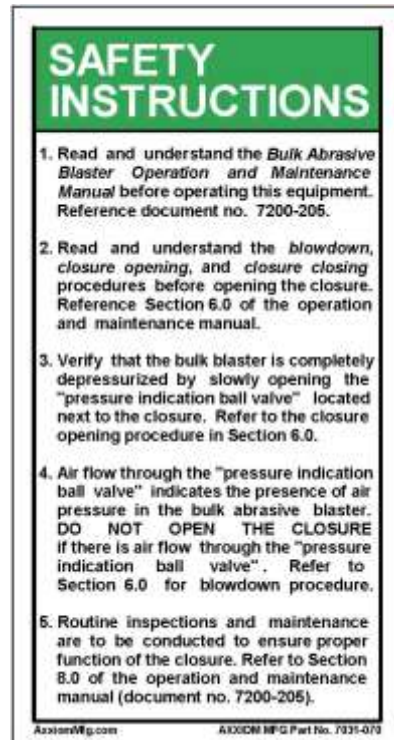 SAFETY
INSTRUCTIONS
1. Read and understand the Bulk Abrasive
Blaster Operation and Maintenance
Manual before operating this equipment.
Reference document no. 7200-205.
2. Read and understand the blowdown,
closure opening, and closure closing
procedures before opening the closure.
Reference Section 6.0 of the operation
and maintenance manual.
3. Verify that the bulk blaster is completely
depressurized by slowly opening the
"pressure indication ball valve" located
next to the closure. Refer to the closure
opening procedure in Section 6.0.
4. Air flow through the "pressure indication
ball valve" indicates the presence of air
pressure in the bulk abrasive blaster.
DO NOT OPEN THE CLOSURE
if there is air flow through the "pressure
indication ball valve". Refer to
Section 6.0 for blowdown procedure.
5. Routine inspections and maintenance
are to be conducted to ensure proper
function of the closure. Refer to Section
8.0 of the operation and maintenance
manual (document no. 7200-205).
AxxiomMfg.com AXXIOM MFG Part No. 7031-070